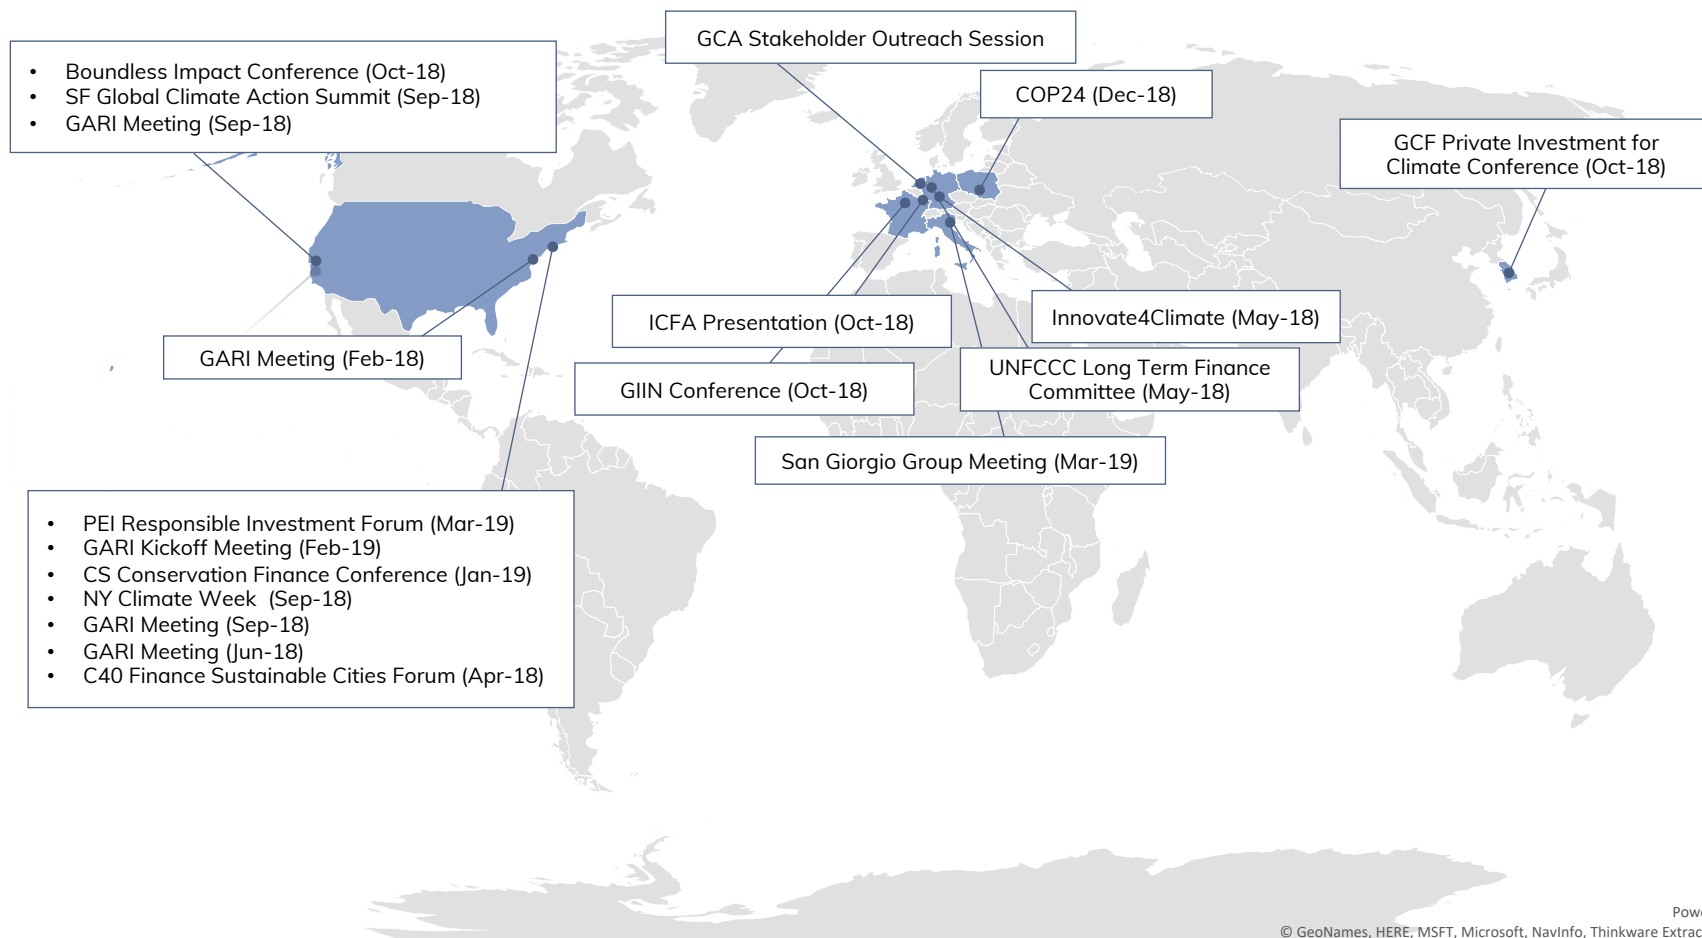 GCA Stakeholder Outreach Session
• Boundless Impact Conference (Oct-18)
• SF Global Climate Action Summit (Sep-18)
• GARI Meeting (Sep-18)
COP24 (Dec-18)
GCF Private Investment for
Climate Conference (Oct-18)
ICFA Presentation (Oct-18)
Innovate4Climate (May-18)
GARI Meeting (Feb-18)
GIIN Conference (Oct-18)
UNFCCC Long Term Finance
Committee (May-18)
San Giorgio Group Meeting (Mar-19)
• PEI Responsible Investment Forum (Mar-19)
• GARI Kickoff Meeting (Feb-19)
• CS Conservation Finance Conference (Jan-19)
• NY Climate Week  (Sep-18)
• GARI Meeting (Sep-18)
• GARI Meeting (Jun-18)
• C40 Finance Sustainable Cities Forum (Apr-18)
Powe
© GeoNames, HERE, MSFT, Microsoft, NavInfo, Thinkware Extrac